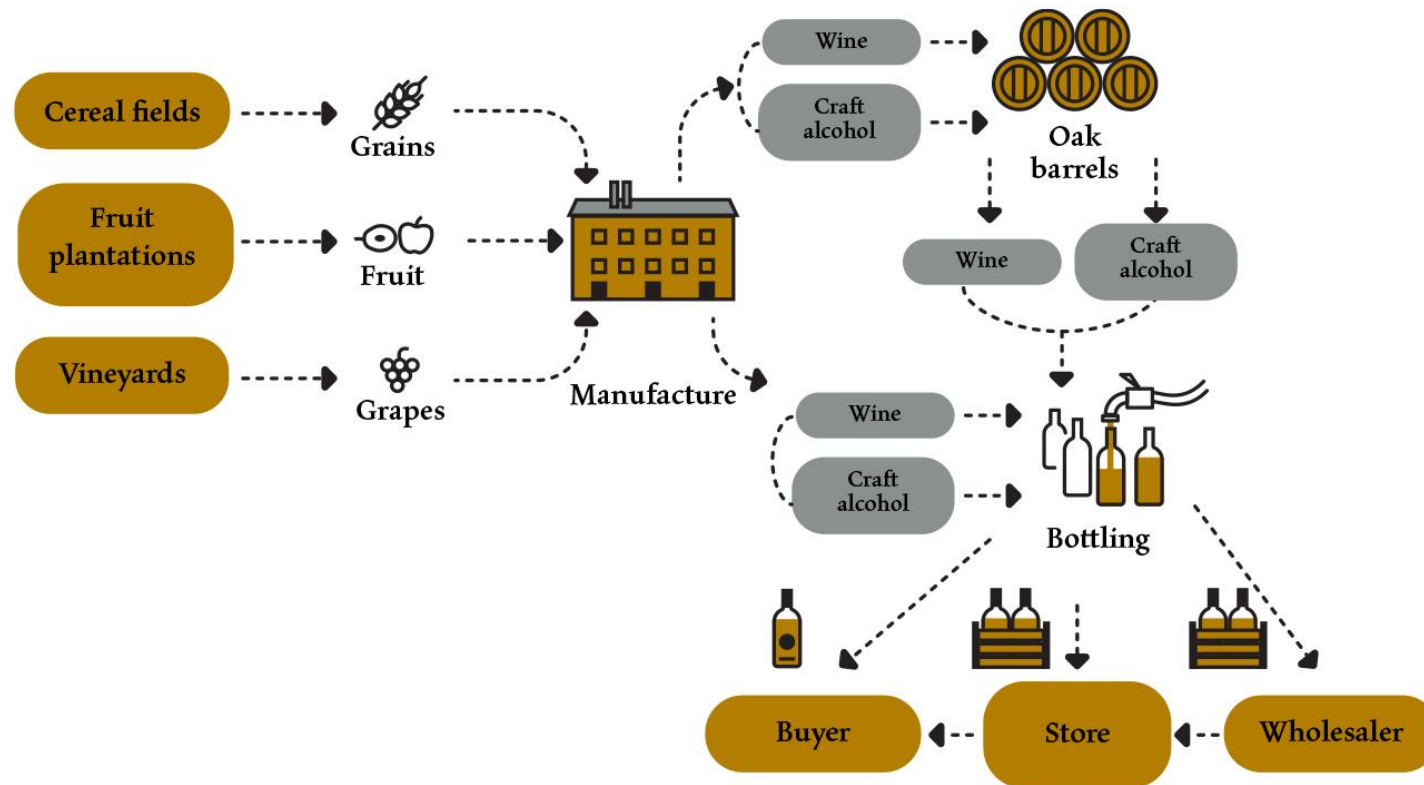 Cereal fields
Grains
Fruit
plantations
Fruit
Vineyards
Grapes
Manufacture
Wine
Craft
alcohol
Oak
barrels
Wine
Craft
alcohol
Wine
Craft
alcohol
Bottling
Buyer
Store
Wholesaler